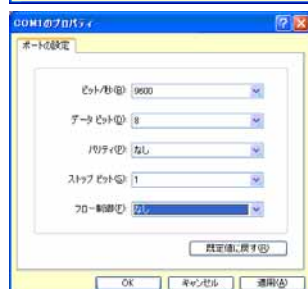 COM1のプロパティ
ポートの設定
ビット/秒(B): 9600
データ ビット(D): 8
パリティ(P): なし
ストップ ビット(S): 1
フロー制御(F): なし
既定値に戻す(R)
OK キャンセル 適用(A)